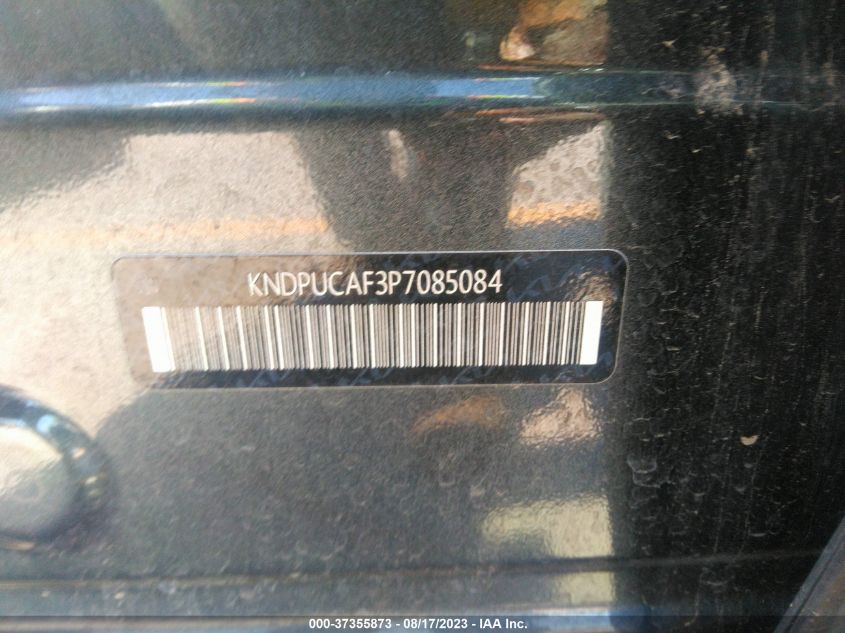 KNDPUCAF3P7085084
000-37355873 - 08/17/2023 - IAA Inc.